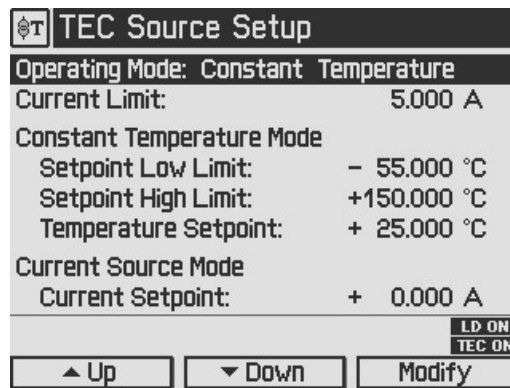 T TEC Source Setup
Operating Mode: Constant Temperature
Current Limit: 5.000 A
Constant Temperature Mode
Setpoint Low Limit: - 55.000 °C
Setpoint High Limit: +150.000 °C
Temperature Setpoint: + 25.000 °C
Current Source Mode
Current Setpoint: + 0.000 A
LD ON
TEC ON
▲ Up ▼ Down Modify